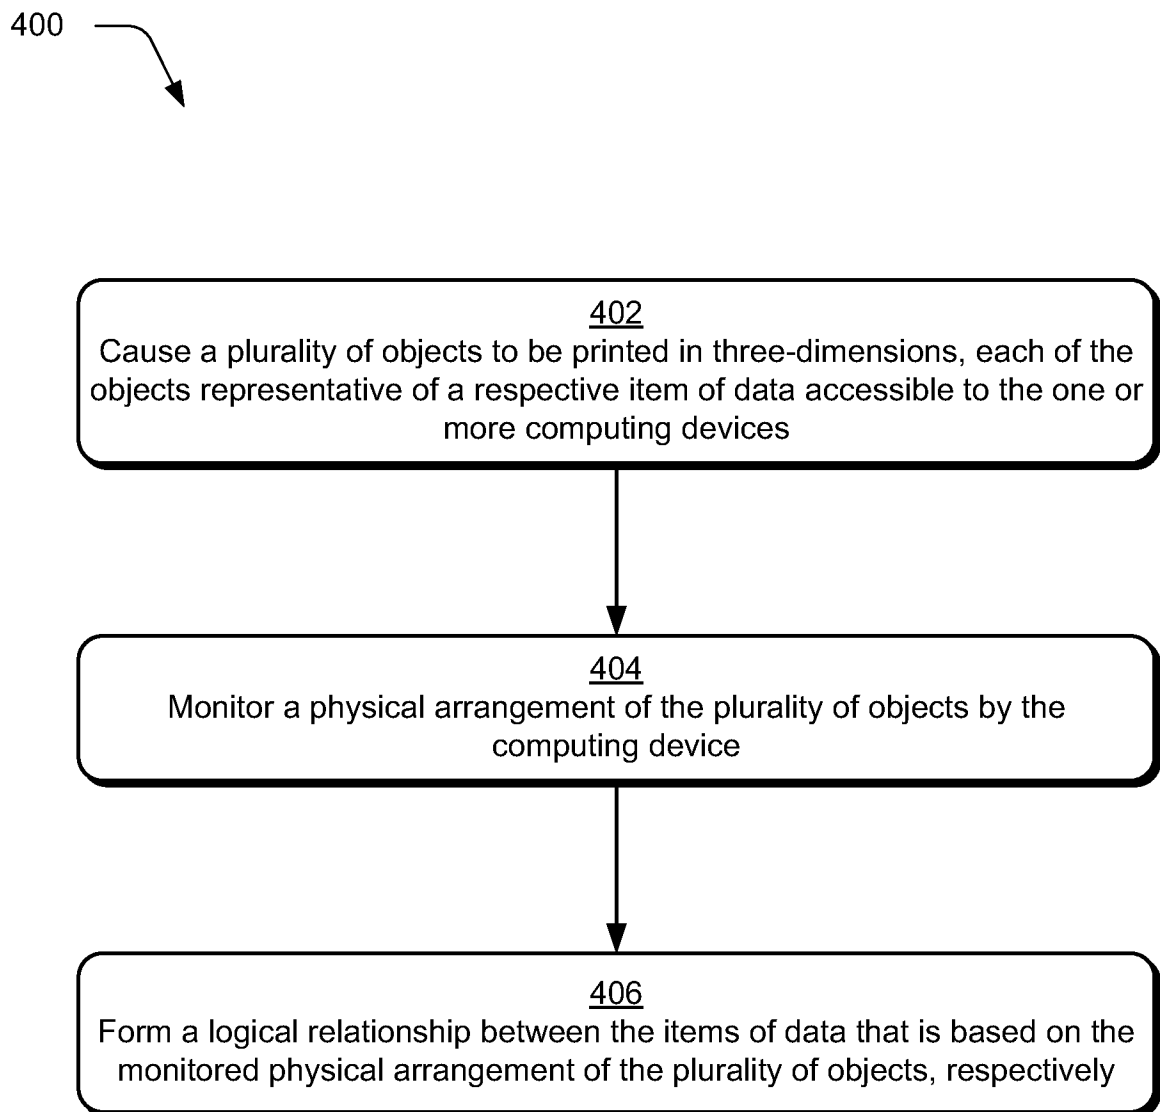 400
402
Cause a plurality of objects to be printed in three-dimensions, each of the
objects representative of a respective item of data accessible to the one or
more computing devices
404
Monitor a physical arrangement of the plurality of objects by the
computing device
406
Form a logical relationship between the items of data that is based on the
monitored physical arrangement of the plurality of objects, respectively